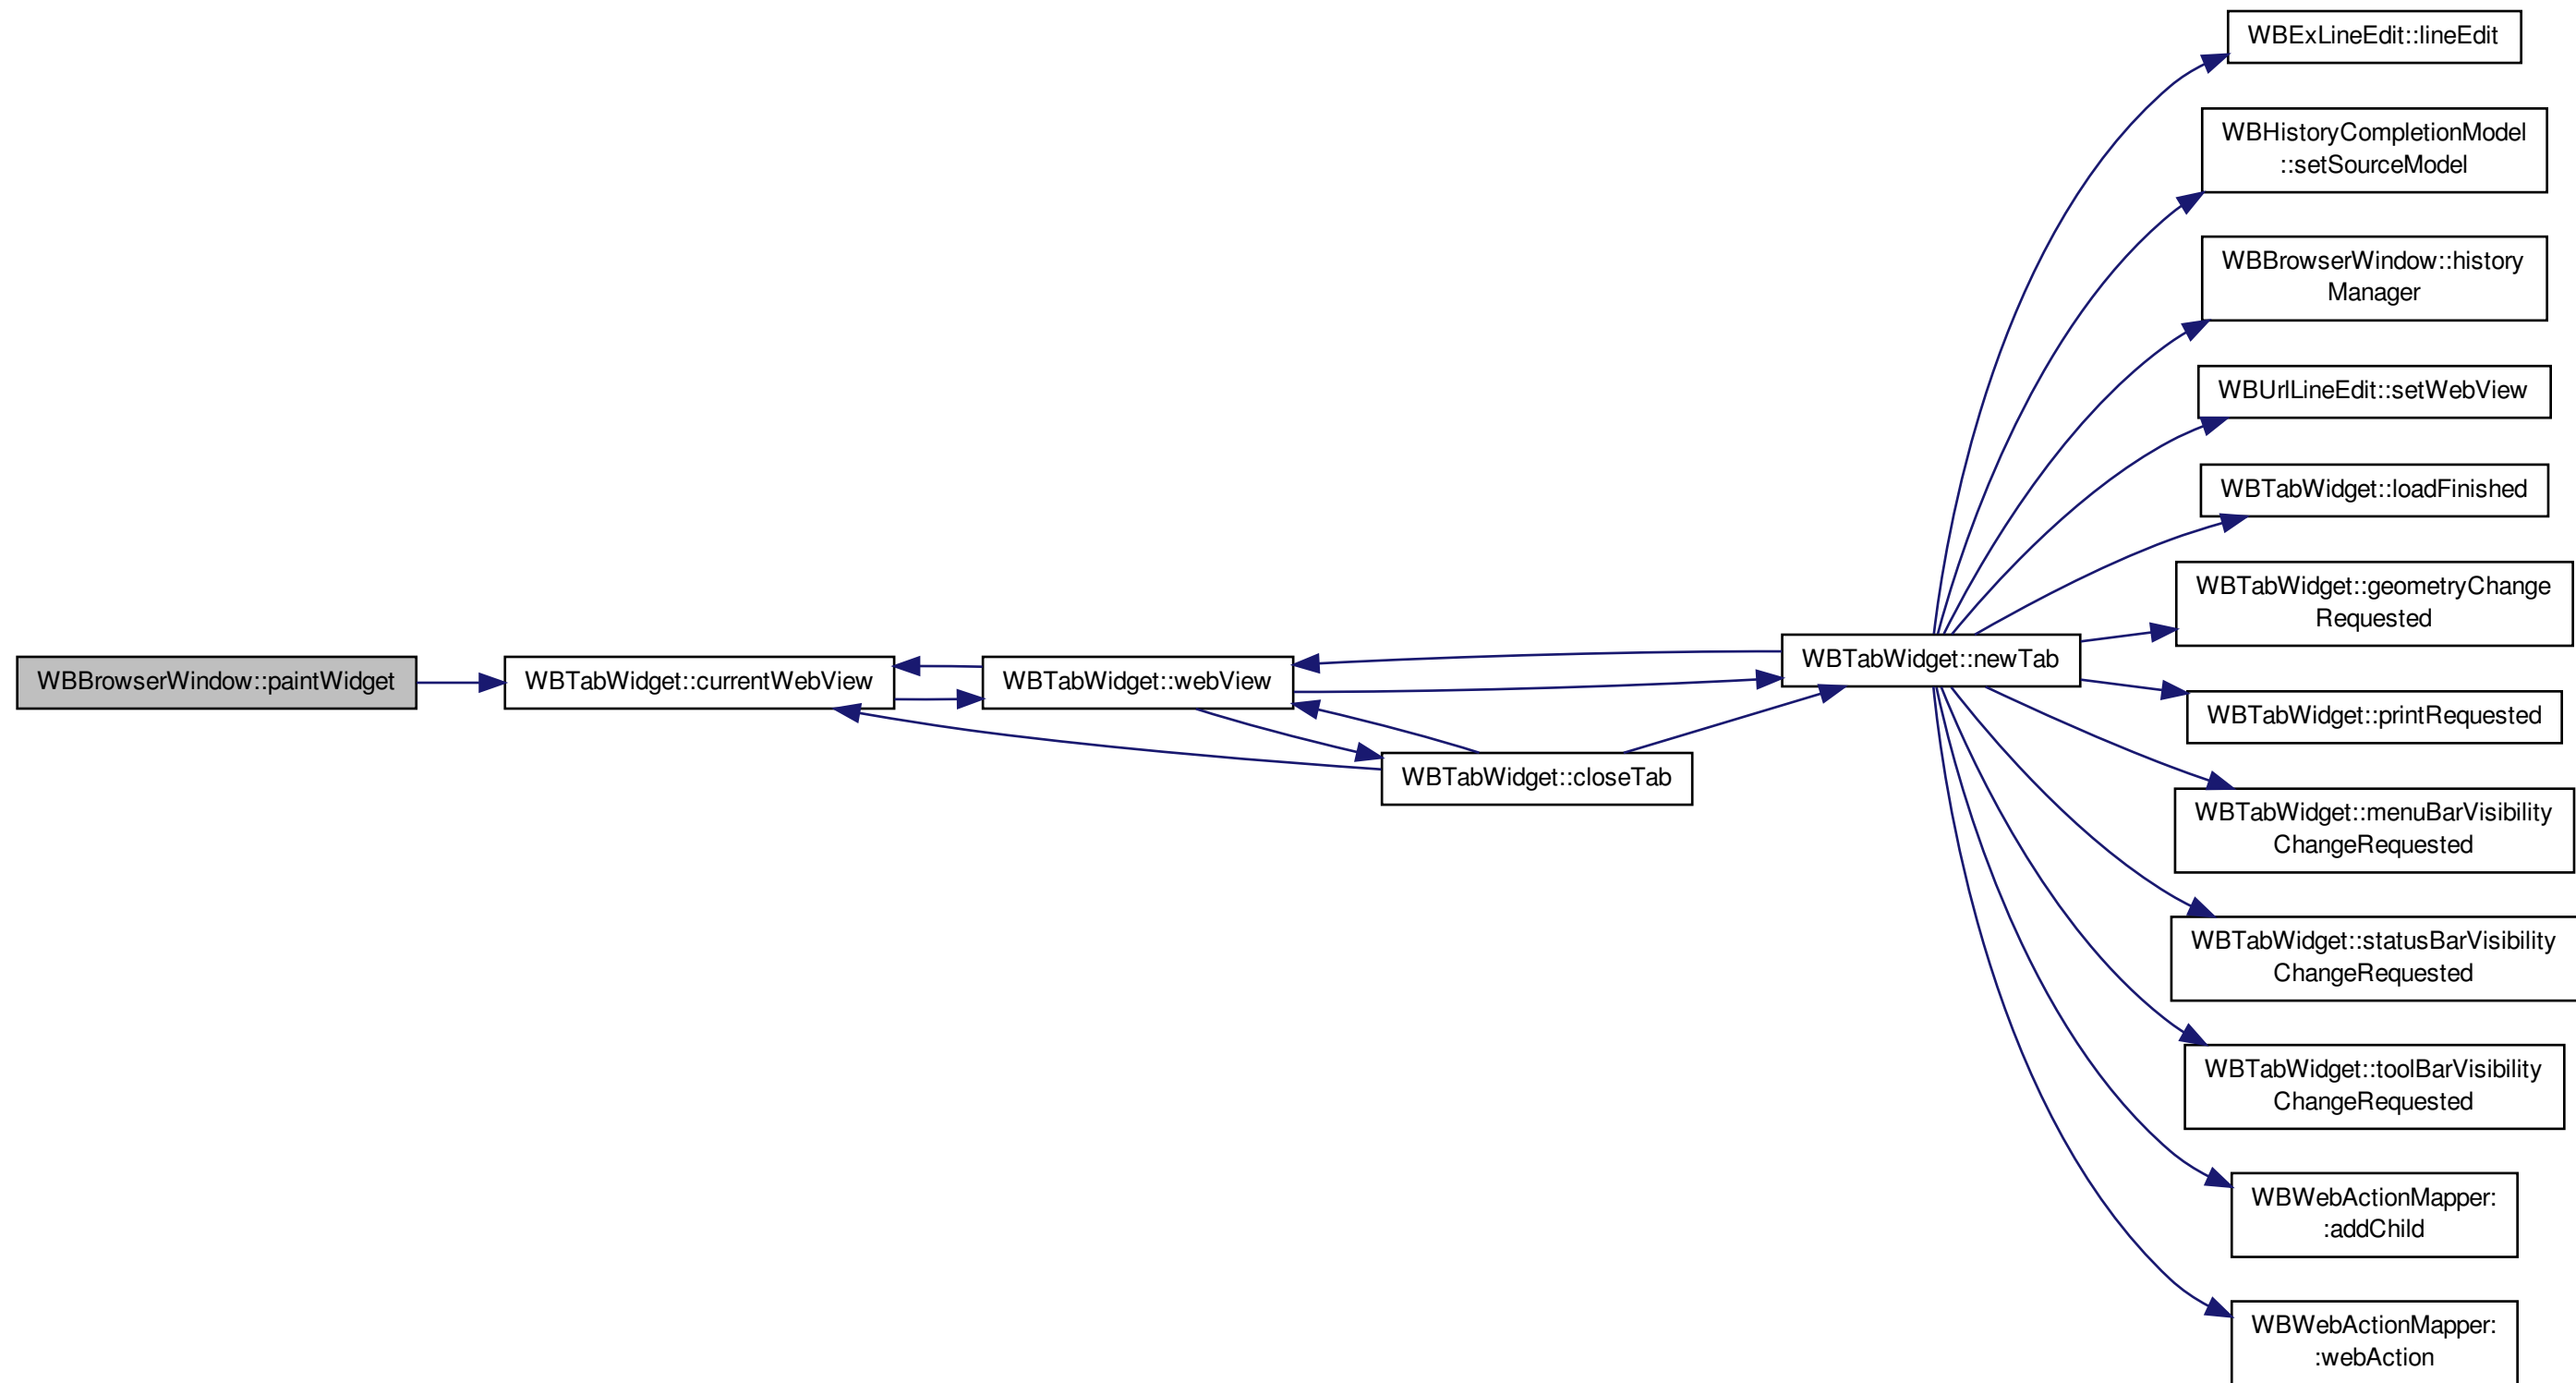 WBExLineEdit::lineEdit
WBHistoryCompletionModel
::setSourceModel
WBBrowserWindow::history
Manager
WBUrlLineEdit::setWebView
WBTabWidget::loadFinished
WBTabWidget::geometryChange
Requested
WBBrowserWindow::paintWidget
WBTabWidget::currentWebView
WBTabWidget::webView
WBTabWidget::closeTab
WBTabWidget::newTab
WBTabWidget::printRequested
WBTabWidget::menuBarVisibility
ChangeRequested
WBTabWidget::statusBarVisibility
ChangeRequested
WBTabWidget::toolBarVisibility
ChangeRequested
WBWebActionMapper:
:addChild
WBWebActionMapper:
:webAction